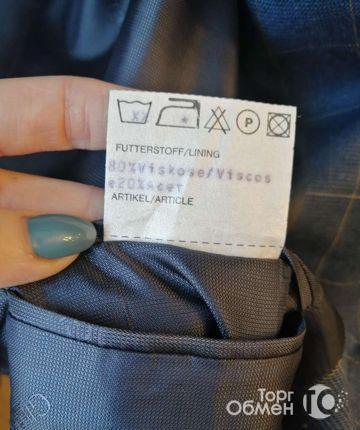 P
FUTTERSTOFF/LINING
80%Viskose/Viscos
e20%Acet
ARTIKEL/ARTICLE
Торг
Обмен